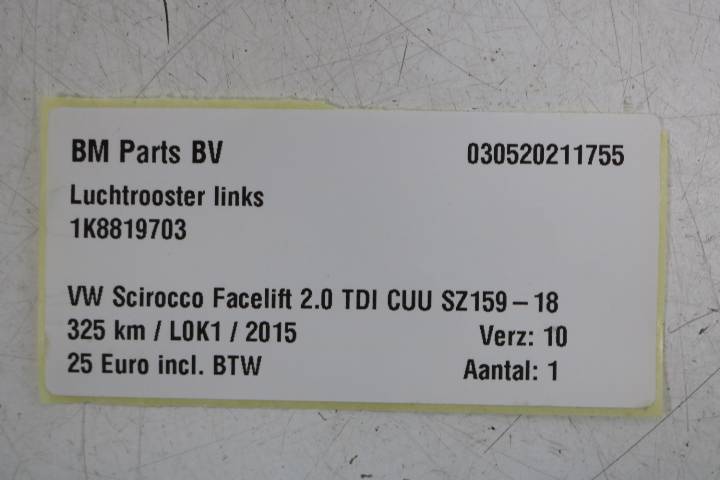 BM Parts BV 030520211755
Luchtrooster links
1K8819703
VW Scirocco Facelift 2.0 TDI CUU SZ159 – 18
325 km / L0K1 / 2015 Verz: 10
25 Euro incl. BTW Aantal: 1